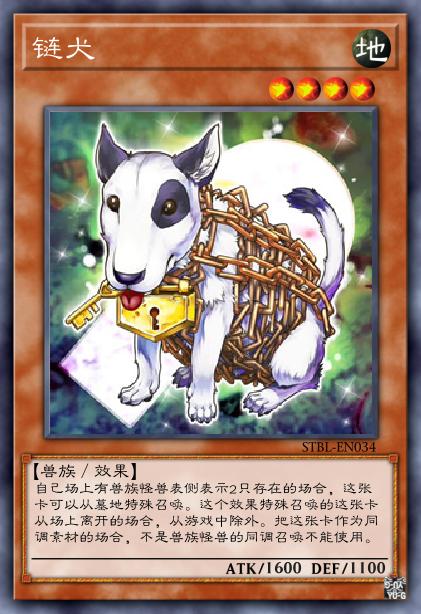 链犬
地
STBL-EN034
【兽族／效果】
自己场上有兽族怪兽表侧表示2只存在的场合，这张
卡可以从墓地特殊召唤。这个效果特殊召唤的这张卡
从场上离开的场合，从游戏中除外。把这张卡作为同
调素材的场合，不是兽族怪兽的同调召唤不能使用。
ATK/1600 DEF/1100